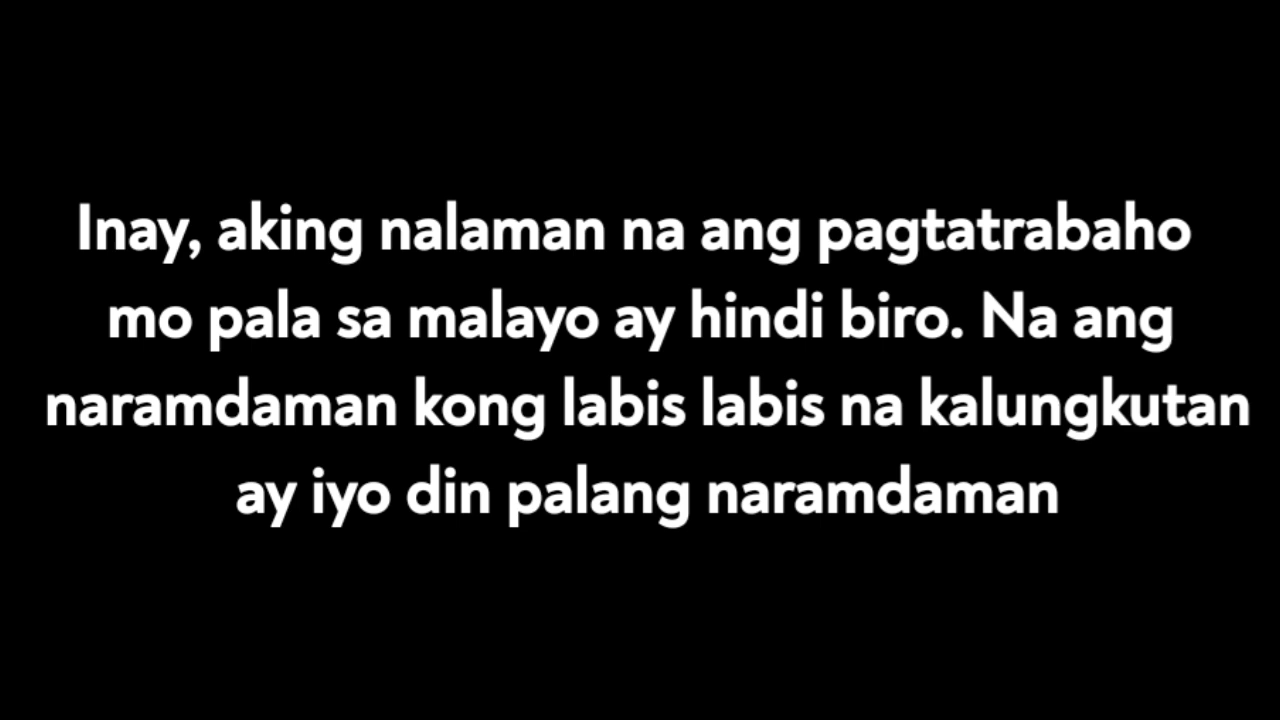 Inay, aking nalaman na ang pagtatrabaho
mo pala sa malayo ay hindi biro. Na ang
naramdaman kong labis labis na kalungkutan
ay iyo din palang naramdaman